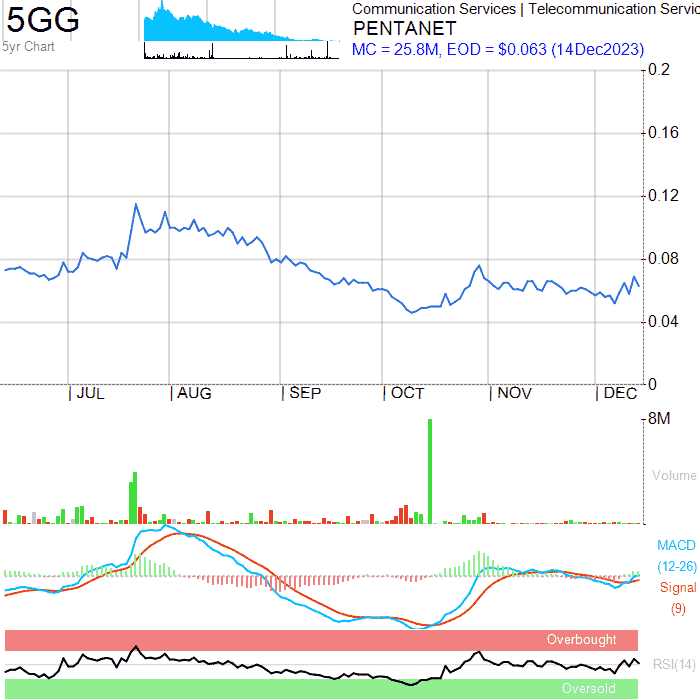 5GG
5yr Chart
Communication Services | Telecommunication Servic
PENTANET
MC = 25.8M, EOD = $0.063 (14Dec2023)
0.2
0.16
0.12
0.08
0.04
0
| JUL | AUG | SEP | OCT | NOV | DEC
8M
Volume
MACD
(12-26)
Signal
(9)
Overbought
RSI(14)
Oversold